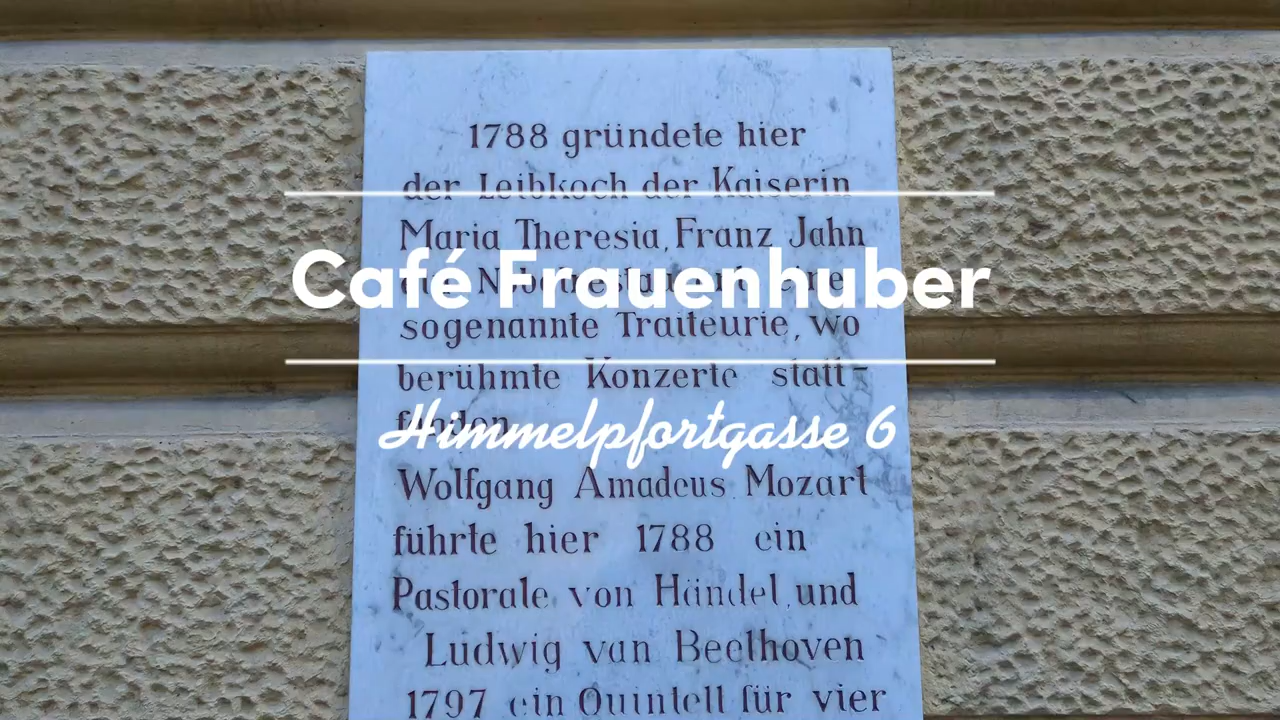 1788 gründete hier
der Leibkoch der Kaiserin
Maria Theresia, Franz Jahn
Café Frauenhuber
sogenannte Traiteurie, wo
berühmte Konzerte statt-
Himmelpfortgasse 6
Wolfgang Amadeus Mozart
führte hier 1788 ein
Pastorale von Händel, und
Ludwig van Beethoven
1797 ein Quintett für vier